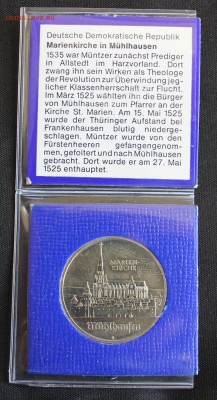 Deutsche Demokratische Republik
Marienkirche in Mühlhausen
1535 war Müntzer zunächst Prediger
in Allstedt im Harzvorland. Dort
zwang ihn sein Wirken als Theologe
der Revolution zur Überwindung jeg-
licher Klassenherrschaft zur Flucht.
Im März 1525 wählten ihn die Bürger
von Mühlhausen zum Pfarrer an der
Kirche St. Marien. Am 15. Mai 1525
wurde der Thüringer Aufstand bei
Frankenhausen blutig niederge-
schlagen. Müntzer wurde von den
Fürstenheeren gefangengenom-
men, gefoltert und nach Mühlhausen
gebracht. Dort wurde er am 27. Mai
1525 enthauptet.
MARIEN-
KIRCHE
Mühlhausen